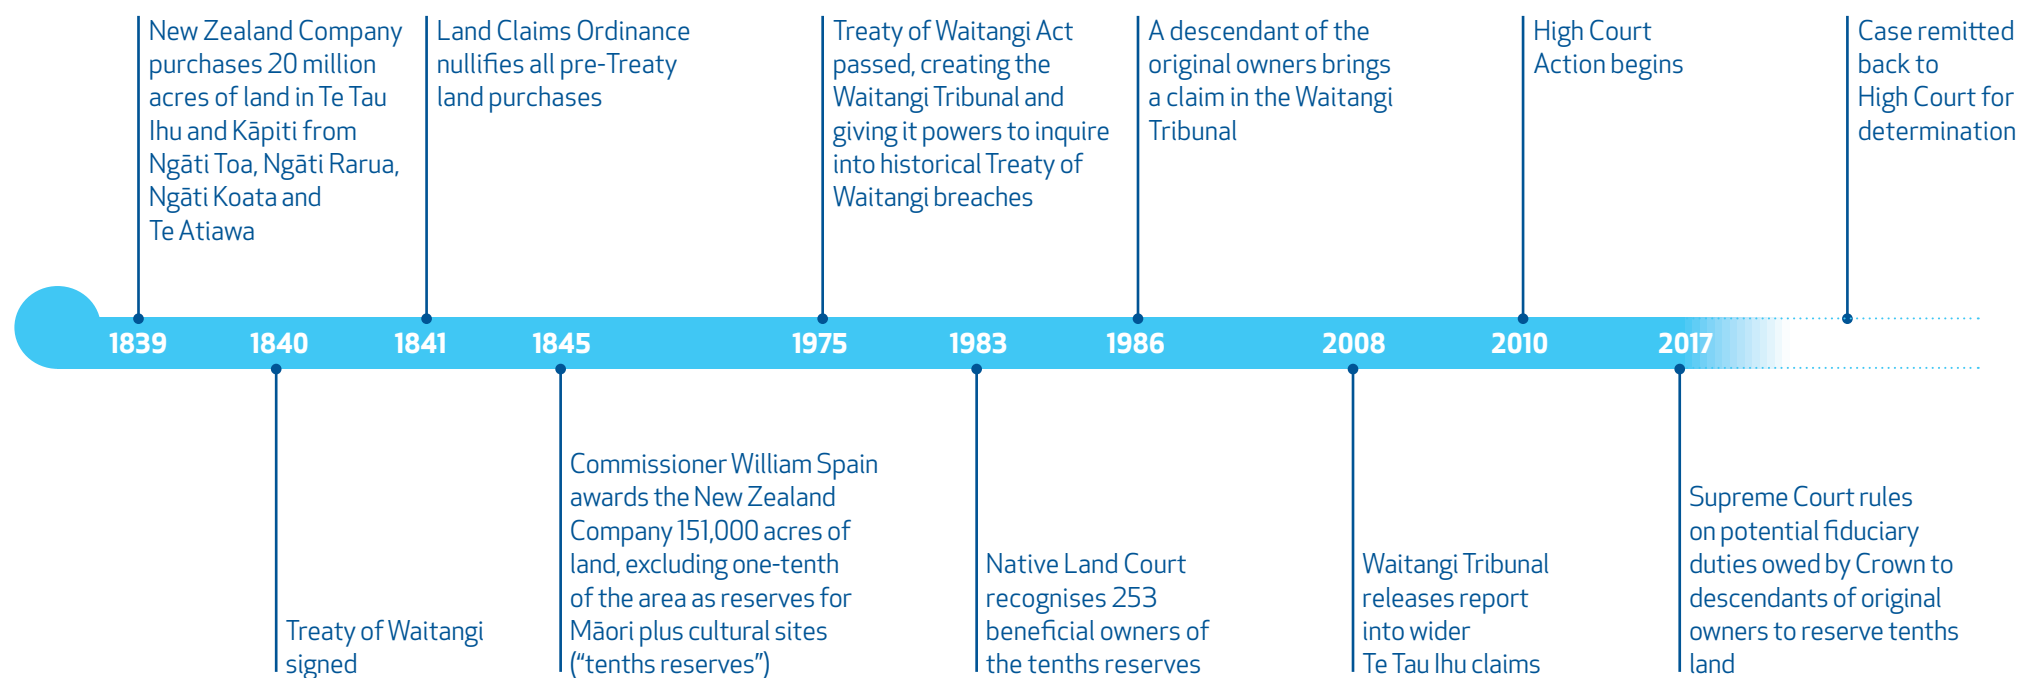 New Zealand Company
purchases 20 million
acres of land in Te Tau
Ihu and Kāpiti from
Ngāti Toa, Ngāti Rarua,
Ngāti Koata and
Te Atiawa
Land Claims Ordinance
nullifies all pre-Treaty
land purchases
Treaty of Waitangi Act
passed, creating the
Waitangi Tribunal and
giving it powers to inquire
into historical Treaty of
Waitangi breaches
A descendant of the
original owners brings
a claim in the Waitangi
Tribunal
High Court
Action begins
Case remitted
back to
High Court for
determination
1839 1840 1841 1845 1975 1983 1986 2008 2010 2017
Treaty of Waitangi
signed
Commissioner William Spain
awards the New Zealand
Company 151,000 acres of
land, excluding one-tenth
of the area as reserves for
Māori plus cultural sites
(“tenths reserves”)
Native Land Court
recognises 253
beneficial owners of
the tenths reserves
Waitangi Tribunal
releases report
into wider
Te Tau Ihu claims
Supreme Court rules
on potential fiduciary
duties owed by Crown to
descendants of original
owners to reserve tenths
land